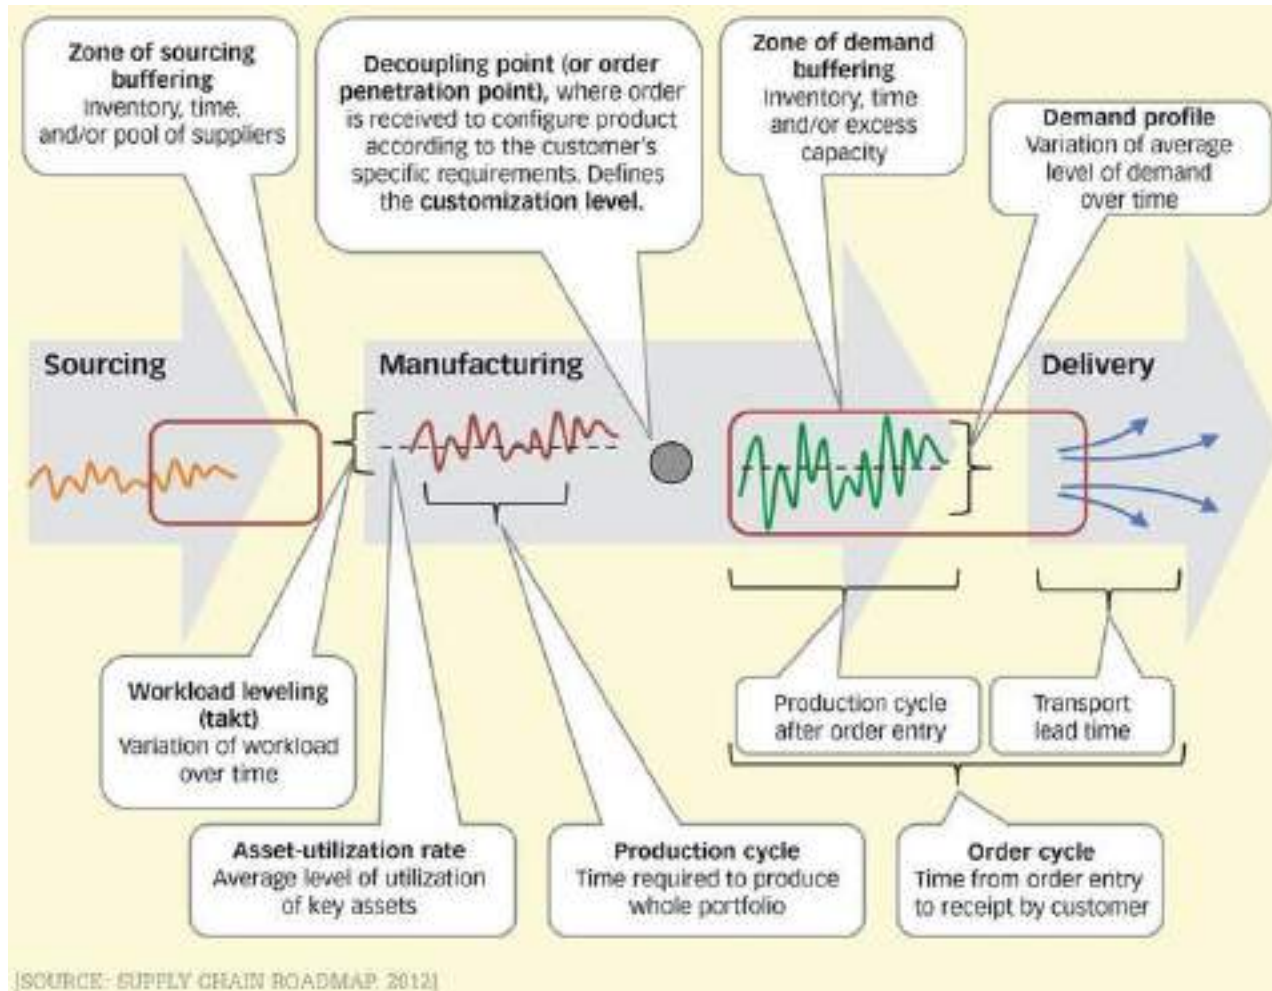 Zone of sourcing
buffering
Inventory, time,
and/or pool of suppliers
Decoupling point (or order
penetration point), where order
is received to configure product
according to the customer's
specific requirements. Defines
the customization level.
Zone of demand
buffering
Inventory, time
and/or excess
capacity
Demand profile
Variation of average
level of demand
over time
Sourcing
Manufacturing
Delivery
Workload leveling
(takt)
Variation of workload
over time
Production cycle
after order entry
Transport
lead time
Asset-utilization rate
Average level of utilization
of key assets
Production cycle
Time required to produce
whole portfolio
Order cycle
Time from order entry
to receipt by customer
[SOURCE: SUPPLY CHAIN ROADMAP, 2012]